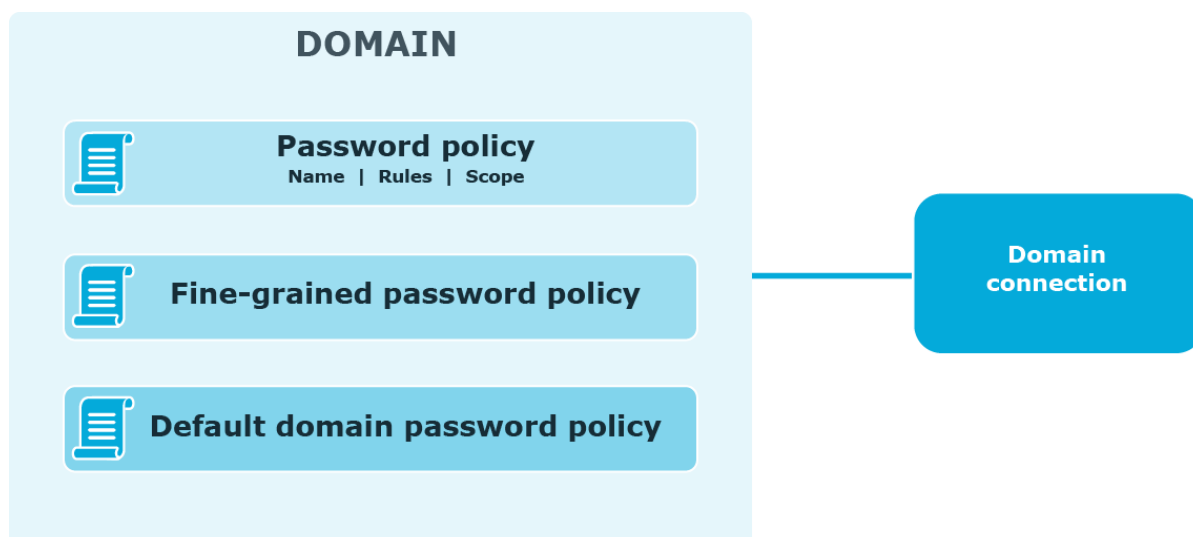 DOMAIN
Password policy
Name | Rules | Scope
Fine-grained password policy
Default domain password policy
Domain
connection